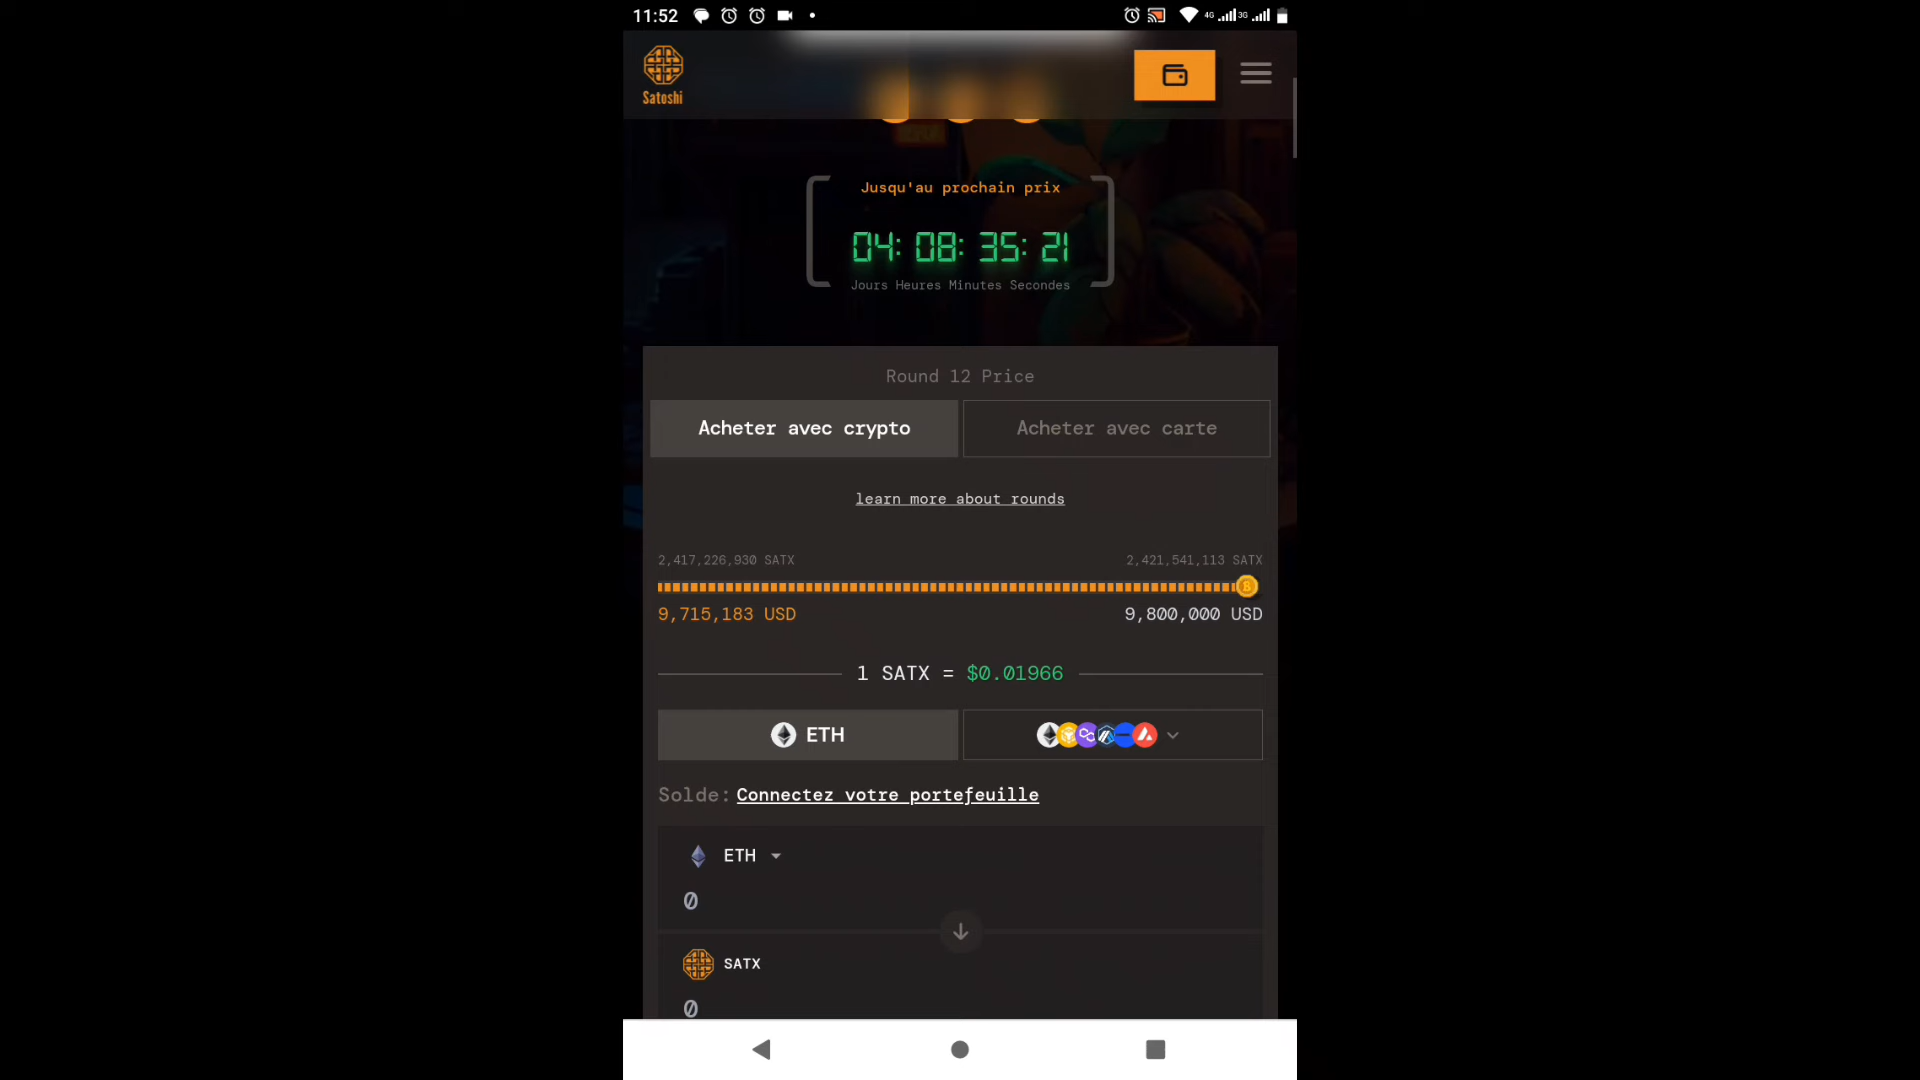 11:52
4G 3G
Satoshi
Jusqu'au prochain prix
04: 08: 35: 21
Jours Heures Minutes Secondes
Round 12 Price
Acheter avec crypto
Acheter avec carte
learn more about rounds
2,417,226,930 SATX
2,421,541,113 SATX
9,715,183 USD
9,800,000 USD
1 SATX = $0.01966
ETH
Solde: Connectez votre portefeuille
ETH
0
SATX
0